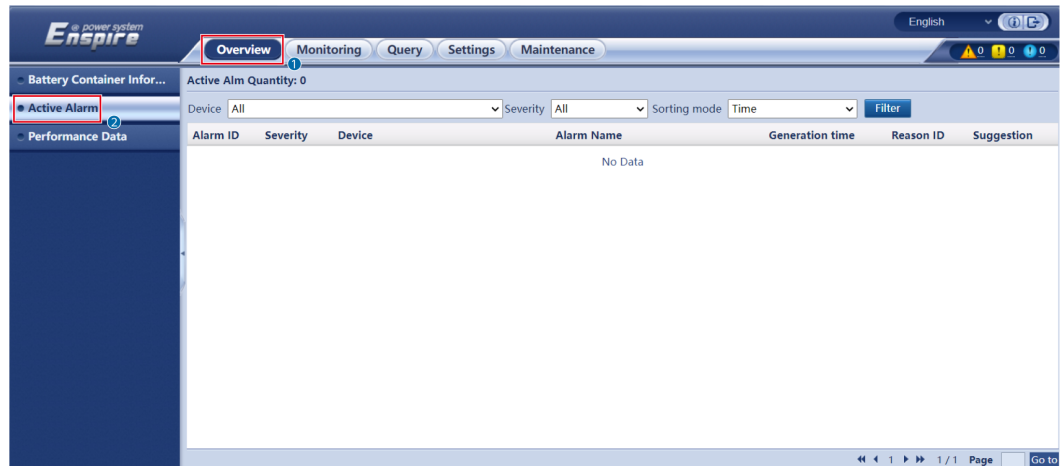 e power system
Enspire
English
Overview Monitoring Query Settings Maintenance
1
0 0 0
Battery Container Infor...
Active Alarm
2
Performance Data
Active Alm Quantity: 0
Device All Severity All Sorting mode Time Filter
Alarm ID Severity Device Alarm Name Generation time Reason ID Suggestion
No Data
1 1 / 1 Page Go to